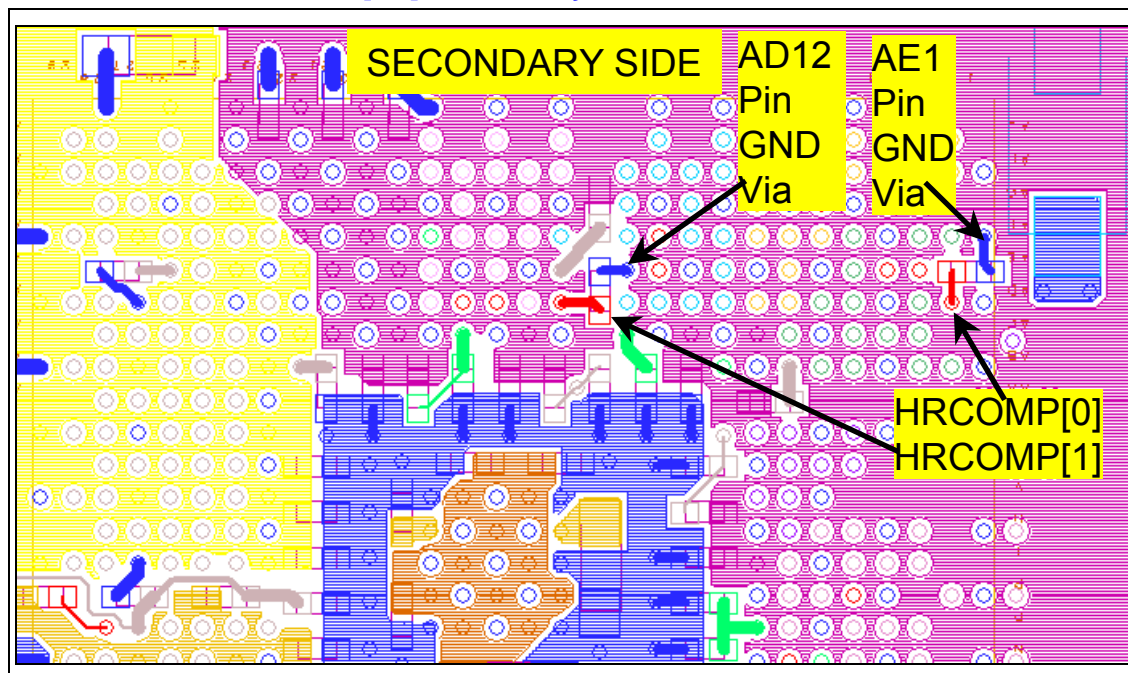 SECONDARY SIDE
AD12
Pin
GND
Via
AE1
Pin
GND
Via
HRCOMP[0]
HRCOMP[1]